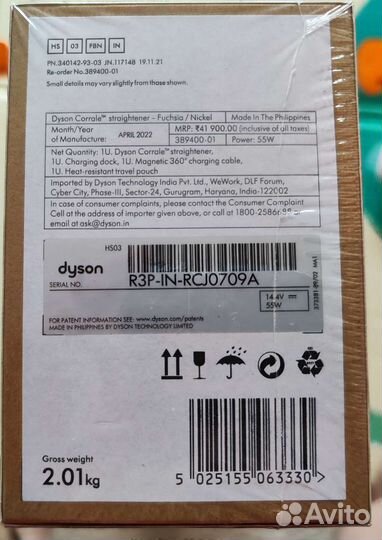 HS 03 FBN IN
PN.340142-93-03 JN.117148 19.11.21
Re-order No.389400-01
Small details may vary slightly from those shown.
Dyson Corrale™ straightener - Fuchsia / Nickel Made In The Philippines
Month/Year of Manufacture: APRIL 2022 MRP: ₹41 900.00 (inclusive of all taxes)
389400-01 Power: 55W
Net Quantity: 1U. Dyson Corrale™ straightener,
1U. Charging dock, 1U. Magnetic 360° charging cable,
1U. Heat-resistant travel pouch
Imported by Dyson Technology India Pvt. Ltd., WeWork, DLF Forum,
Cyber City, Phase-III, Sector-24, Gurugram, Haryana, India-122002
In case of consumer complaints, please contact the Consumer Complaint
Cell at the address of importer given above, or call at 1800-2586 88 or
email at ask@dyson.in
HS03
dyson
SERIAL NO. R3P-IN-RCJ0709A
14.4V
55W
FOR PATENT INFORMATION SEE: www.dyson.com/patents
MADE IN PHILIPPINES BY DYSON TECHNOLOGY LIMITED
Gross weight
2.01kg
5 025155 063330 >
Avito